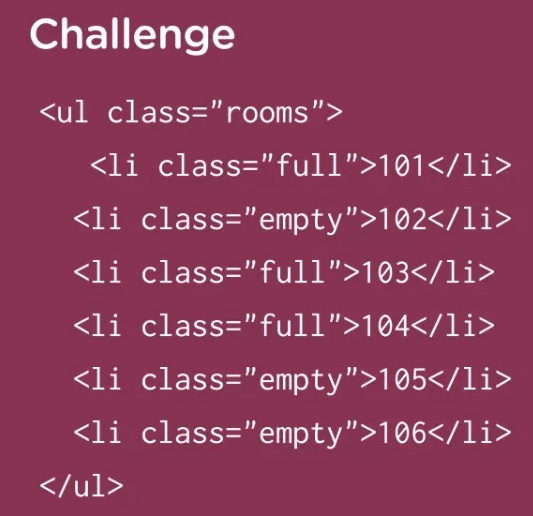 Challenge
<ul class="rooms">
<li class="full">101</li>
<li class="empty">102</li>
<li class="full">103</li>
<li class="full">104</li>
<li class="empty">105</li>
<li class="empty">106</li>
</ul>